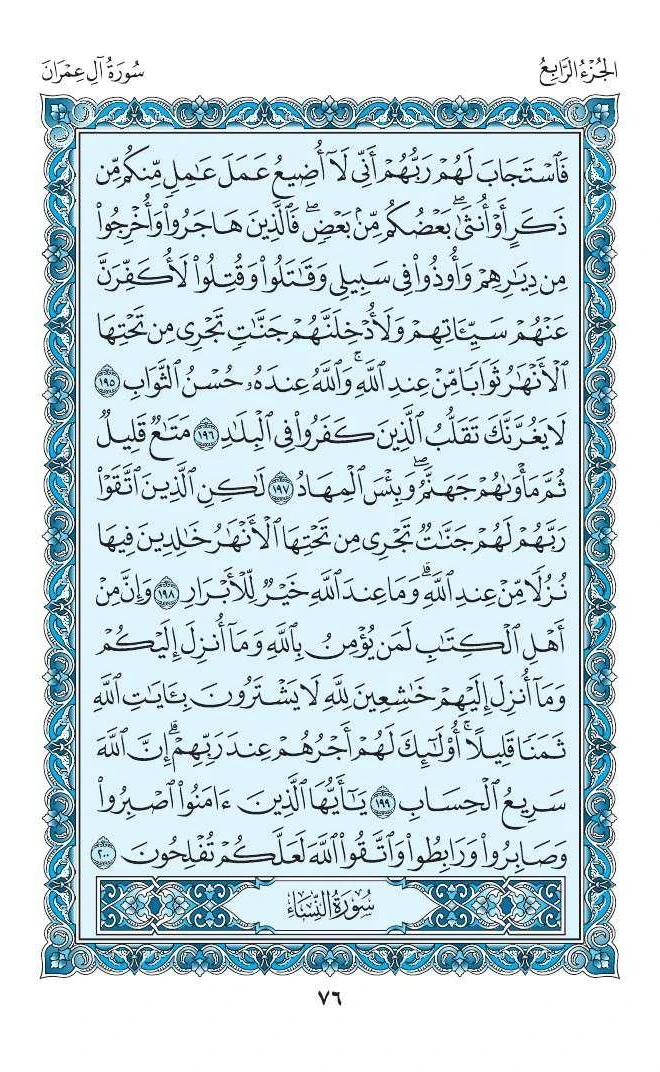 الجُزْءُ الرَّابِعُ
سُورَةُ آلِ عِمْرَانَ
فَٱسْتَجَابَ لَهُمْ رَبُّهُمْ أَنِّى لَآ أُضِيعُ عَمَلَ عَٰمِلٍ مِّنكُم مِّن
ذَكَرٍ أَوْ أُنثَىٰۖ بَعْضُكُم مِّنۢ بَعْضٍۖ فَٱلَّذِينَ هَاجَرُوا۟ وَأُخْرِجُوا۟
مِن دِيَٰرِهِمْ وَأُوذُوا۟ فِى سَبِيلِى وَقَٰتَلُوا۟ وَقُتِلُوا۟ لَأُكَفِّرَنَّ
عَنْهُمْ سَيِّـَٔاتِهِمْ وَلَأُدْخِلَنَّهُمْ جَنَّٰتٍ تَجْرِى مِن تَحْتِهَا
ٱلْأَنْهَٰرُ ثَوَابًا مِّنْ عِندِ ٱللَّهِۚ وَٱللَّهُ عِندَهُۥ حُسْنُ ٱلثَّوَابِ ١٩٥
لَا يَغُرَّنَّكَ تَقَلُّبُ ٱلَّذِينَ كَفَرُوا۟ فِى ٱلْبِلَٰدِ ١٩٦ مَتَٰعٌ قَلِيلٌ
ثُمَّ مَأْوَىٰهُمْ جَهَنَّمُۖ وَبِئْسَ ٱلْمِهَادُ ١٩٧ لَٰكِنِ ٱلَّذِينَ ٱتَّقَوْا۟
رَبَّهُمْ لَهُمْ جَنَّٰتٌ تَجْرِى مِن تَحْتِهَا ٱلْأَنْهَٰرُ خَٰلِدِينَ فِيهَا
نُزُلًا مِّنْ عِندِ ٱللَّهِۗ وَمَا عِندَ ٱللَّهِ خَيْرٌ لِّلْأَبْرَارِ ١٩٨ وَإِنَّ مِنْ
أَهْلِ ٱلْكِتَٰبِ لَمَن يُؤْمِنُ بِٱللَّهِ وَمَآ أُنزِلَ إِلَيْكُمْ
وَمَآ أُنزِلَ إِلَيْهِمْ خَٰشِعِينَ لِلَّهِ لَا يَشْتَرُونَ بِـَٔايَٰتِ ٱللَّهِ
ثَمَنًا قَلِيلًاۚ أُو۟لَٰٓئِكَ لَهُمْ أَجْرُهُمْ عِندَ رَبِّهِمْۗ إِنَّ ٱللَّهَ
سَرِيعُ ٱلْحِسَابِ ١٩٩ يَٰٓأَيُّهَا ٱلَّذِينَ ءَامَنُوا۟ ٱصْبِرُوا۟
وَصَابِرُوا۟ وَرَابِطُوا۟ وَٱتَّقُوا۟ ٱللَّهَ لَعَلَّكُمْ تُفْلِحُونَ ٢٠٠
سُورَةُ النِّسَاءِ
٧٦